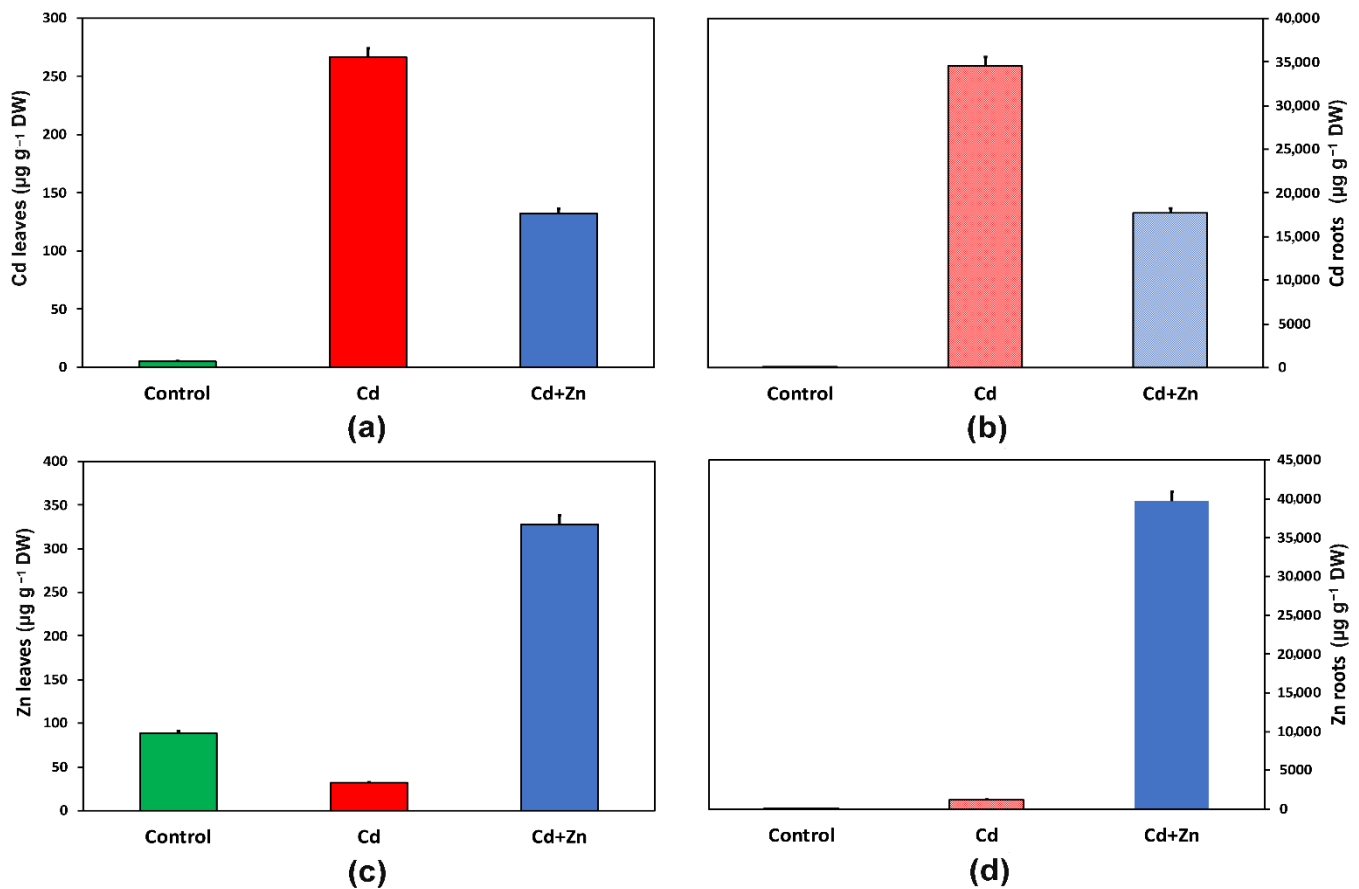 300
250
200
150
100
50
0
Cd leaves (µg g⁻¹ DW)
Control Cd Cd+Zn
(a)
40,000
35,000
30,000
25,000
20,000
15,000
10,000
5000
0
Cd roots (µg g⁻¹ DW)
Control Cd Cd+Zn
(b)
400
350
300
250
200
150
100
50
0
Zn leaves (µg g⁻¹ DW)
Control Cd Cd+Zn
(c)
45,000
40,000
35,000
30,000
25,000
20,000
15,000
10,000
5000
0
Zn roots (µg g⁻¹ DW)
Control Cd Cd+Zn
(d)